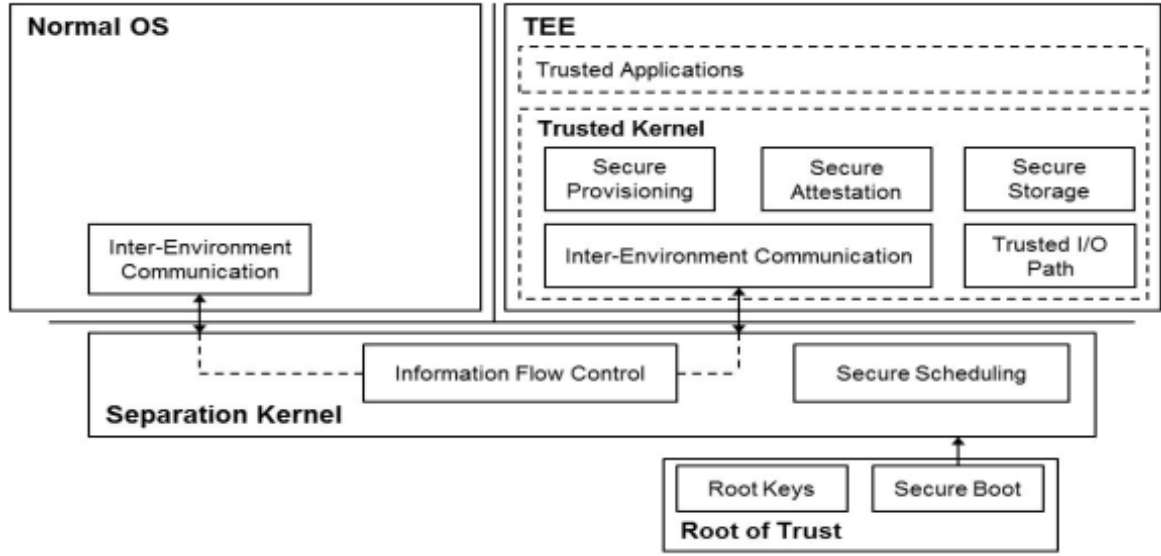 Normal OS
Inter-Environment
Communication
TEE
Trusted Applications
Trusted Kernel
Secure
Provisioning
Secure
Attestation
Secure
Storage
Inter-Environment Communication
Trusted I/O
Path
Information Flow Control
Secure Scheduling
Separation Kernel
Root Keys
Secure Boot
Root of Trust